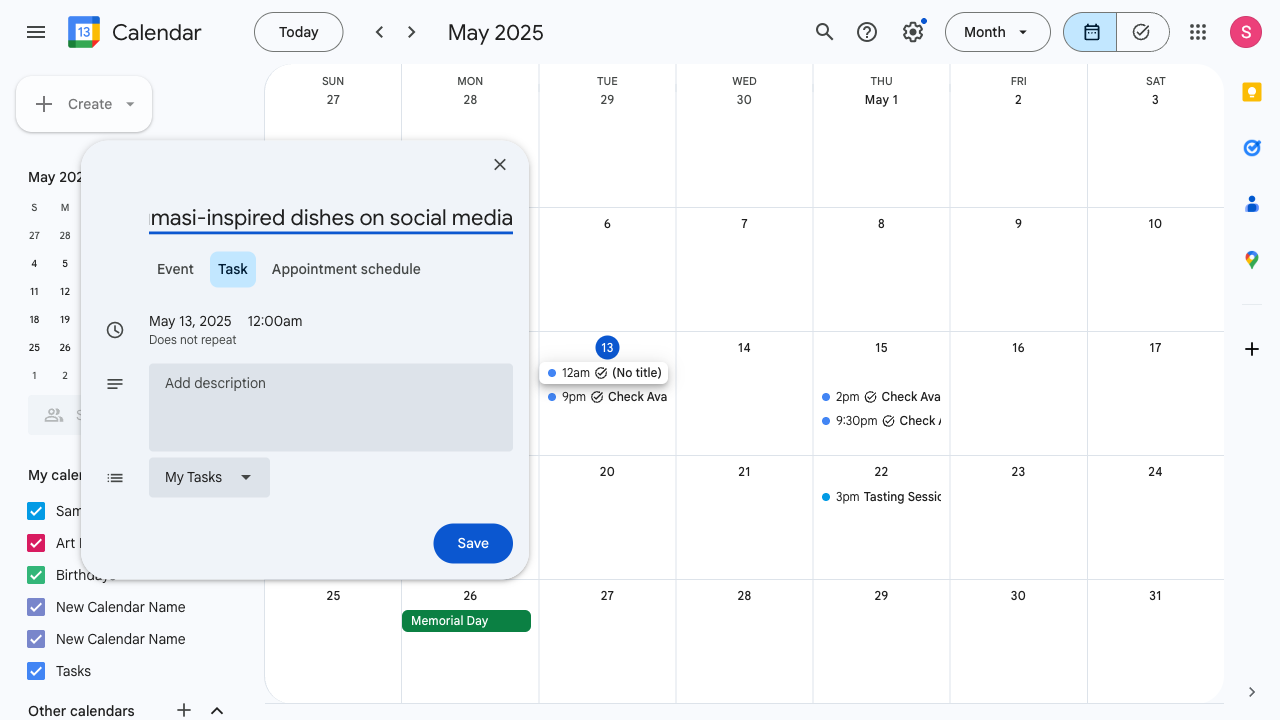 13
Calendar
Today
May 2025
Month
S
Create
SUN
MON
TUE
WED
THU
FRI
SAT
27
28
29
30
May 1
2
3
May 202
S M
27 28
4 5
11 12
18 19
25 26
1 2
masi-inspired dishes on social media
Event
Task
Appointment schedule
May 13, 2025
12:00am
Does not repeat
Add description
My Tasks
Save
6
7
8
9
10
13
14
15
16
17
12am (No title)
9pm Check Ava
2pm Check Ava
9:30pm Check
20
21
22
23
24
3pm Tasting Sessio
25
26
27
28
29
30
31
Memorial Day
S
My calen
Sam
Art
Birthdays
New Calendar Name
New Calendar Name
Tasks
Other calendars